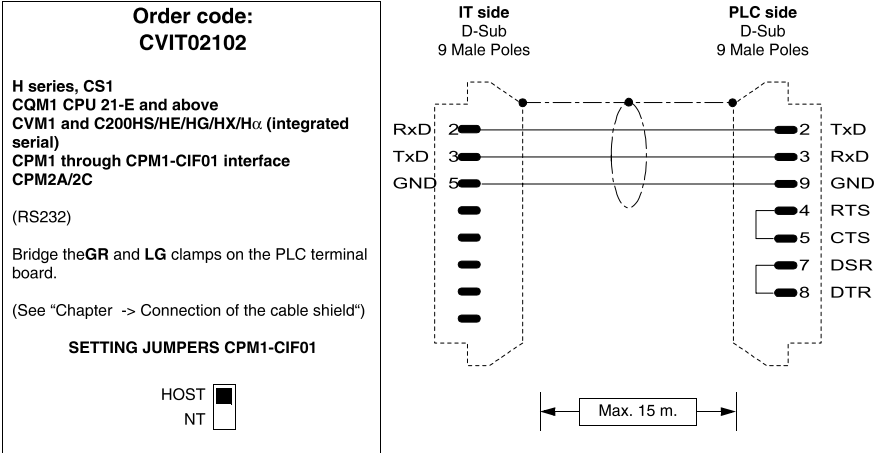 Order code:
CVIT02102
H series, CS1
CQM1 CPU 21-E and above
CVM1 and C200HS/HE/HG/HX/Hα (integrated
serial)
CPM1 through CPM1-CIF01 interface
CPM2A/2C
(RS232)
Bridge theGR and LG clamps on the PLC terminal
board.
(See “Chapter -> Connection of the cable shield“)
SETTING JUMPERS CPM1-CIF01
HOST
NT
IT side
D-Sub
9 Male Poles
PLC side
D-Sub
9 Male Poles
RxD 2
2 TxD
TxD 3
3 RxD
GND 5
9 GND
4 RTS
5 CTS
7 DSR
8 DTR
Max. 15 m.